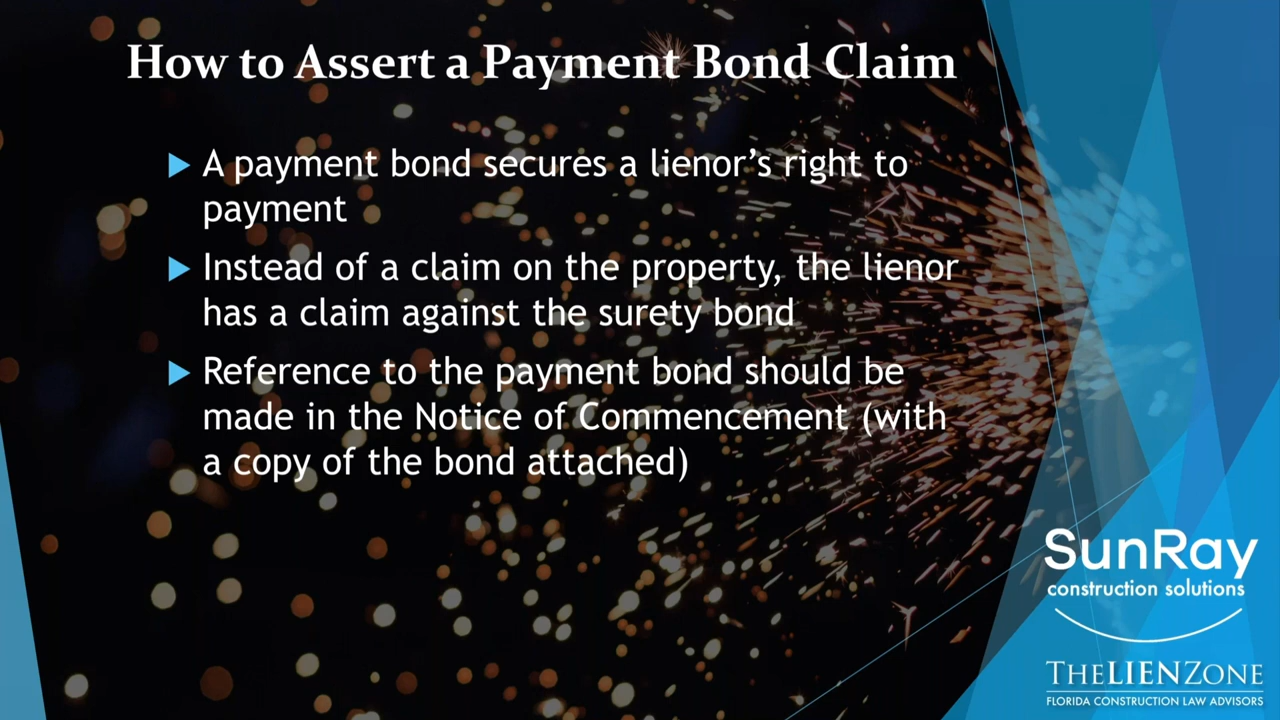 How to Assert a Payment Bond Claim
A payment bond secures a lienor’s right to
payment
Instead of a claim on the property, the lienor
has a claim against the surety bond
Reference to the payment bond should be
made in the Notice of Commencement (with
a copy of the bond attached)
SunRay
construction solutions
THELIENZONE
FLORIDA CONSTRUCTION LAW ADVISORS